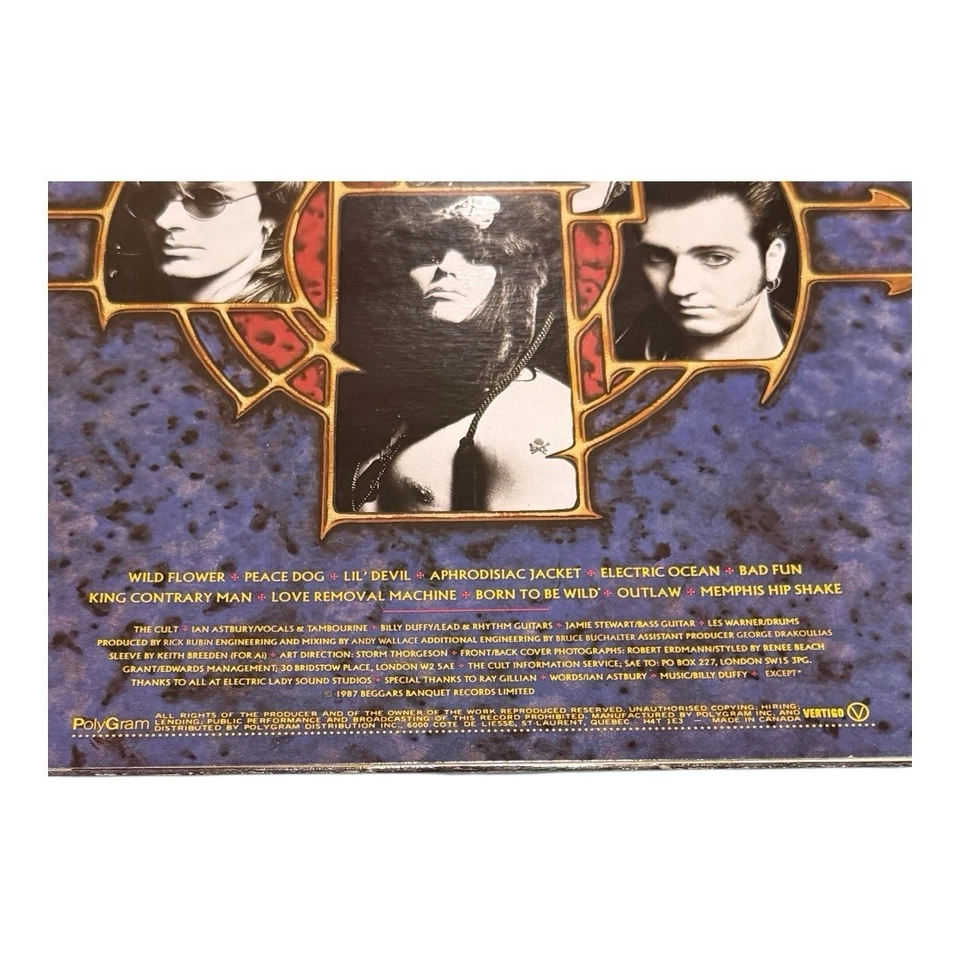 WILD FLOWER ✠ PEACE DOG ✠ LIL' DEVIL ✠ APHRODISIAC JACKET ✠ ELECTRIC OCEAN ✠ BAD FUN
KING CONTRARY MAN ✠ LOVE REMOVAL MACHINE ✠ BORN TO BE WILD* ✠ OUTLAW ✠ MEMPHIS HIP SHAKE
THE CULT ✠ IAN ASTBURY/VOCALS & TAMBOURINE ✠ BILLY DUFFY/LEAD & RHYTHM GUITARS ✠ JAMIE STEWART/BASS GUITAR ✠ LES WARNER/DRUMS
PRODUCED BY RICK RUBIN ENGINEERING AND MIXING BY ANDY WALLACE ADDITIONAL ENGINEERING BY BRUCE BUCHALTER ASSISTANT PRODUCER GEORGE DRAKOULIAS
SLEEVE BY KEITH BREEDEN (FOR AI) ✠ ART DIRECTION: STORM THORGESON ✠ FRONT/BACK COVER PHOTOGRAPHS: ROBERT ERDMANN/STYLED BY RENEE BEACH
GRANT/EDWARDS MANAGEMENT; 30 BRIDSTOW PLACE, LONDON W2 5AE ✠ THE CULT INFORMATION SERVICE; SAE TO: PO BOX 227, LONDON SW15 3PG.
THANKS TO ALL AT ELECTRIC LADY SOUND STUDIOS ✠ SPECIAL THANKS TO RAY GILLIAN ✠ WORDS/IAN ASTBURY ✠ MUSIC/BILLY DUFFY ✠ EXCEPT*
© 1987 BEGGARS BANQUET RECORDS LIMITED
PolyGram
ALL RIGHTS OF THE PRODUCER AND OF THE OWNER OF THE WORK REPRODUCED RESERVED. UNAUTHORISED COPYING; HIRING;
LENDING; PUBLIC PERFORMANCE AND BROADCASTING OF THIS RECORD PROHIBITED. MANUFACTURED BY POLYGRAM INC. AND
DISTRIBUTED BY POLYGRAM DISTRIBUTION INC., 6000 COTE DE LIESSE, ST-LAURENT, QUEBEC - H4T 1E3 - MADE IN CANADA
VERTIGO V